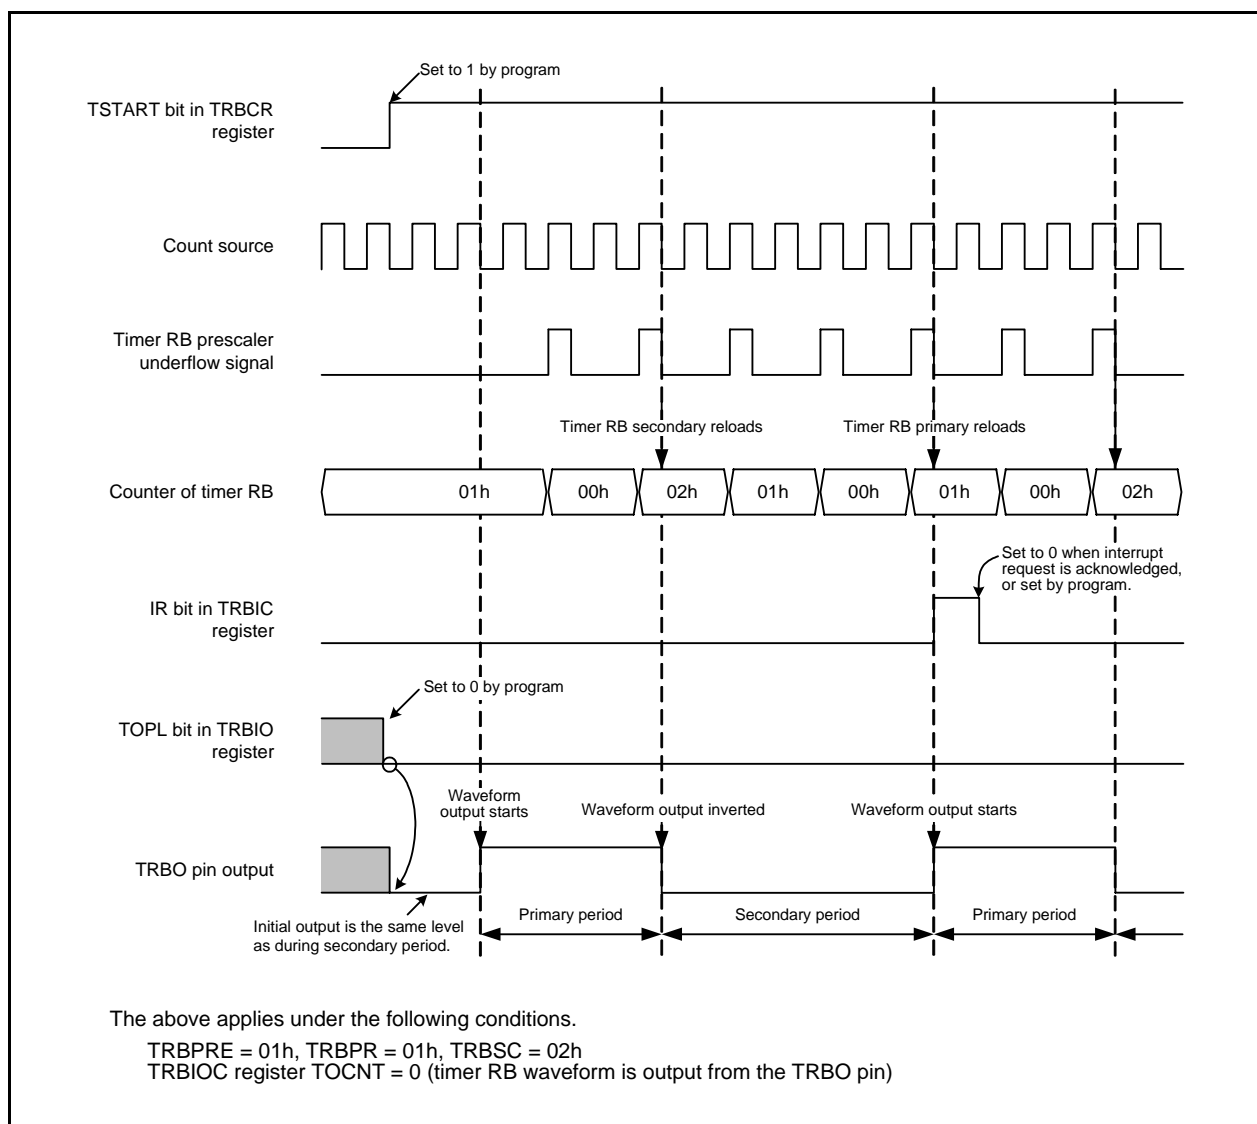 Set to 1 by program
TSTART bit in TRBCR
register
Count source
Timer RB prescaler
underflow signal
Timer RB secondary reloads
Timer RB primary reloads
Counter of timer RB
01h
00h
02h
01h
00h
01h
00h
02h
Set to 0 when interrupt
request is acknowledged,
or set by program.
IR bit in TRBIC
register
Set to 0 by program
TOPL bit in TRBIO
register
Waveform
output starts
Waveform output inverted
Waveform output starts
TRBO pin output
Initial output is the same level
as during secondary period.
Primary period
Secondary period
Primary period
The above applies under the following conditions.
TRBPRE = 01h, TRBPR = 01h, TRBSC = 02h
TRBIOC register TOCNT = 0 (timer RB waveform is output from the TRBO pin)